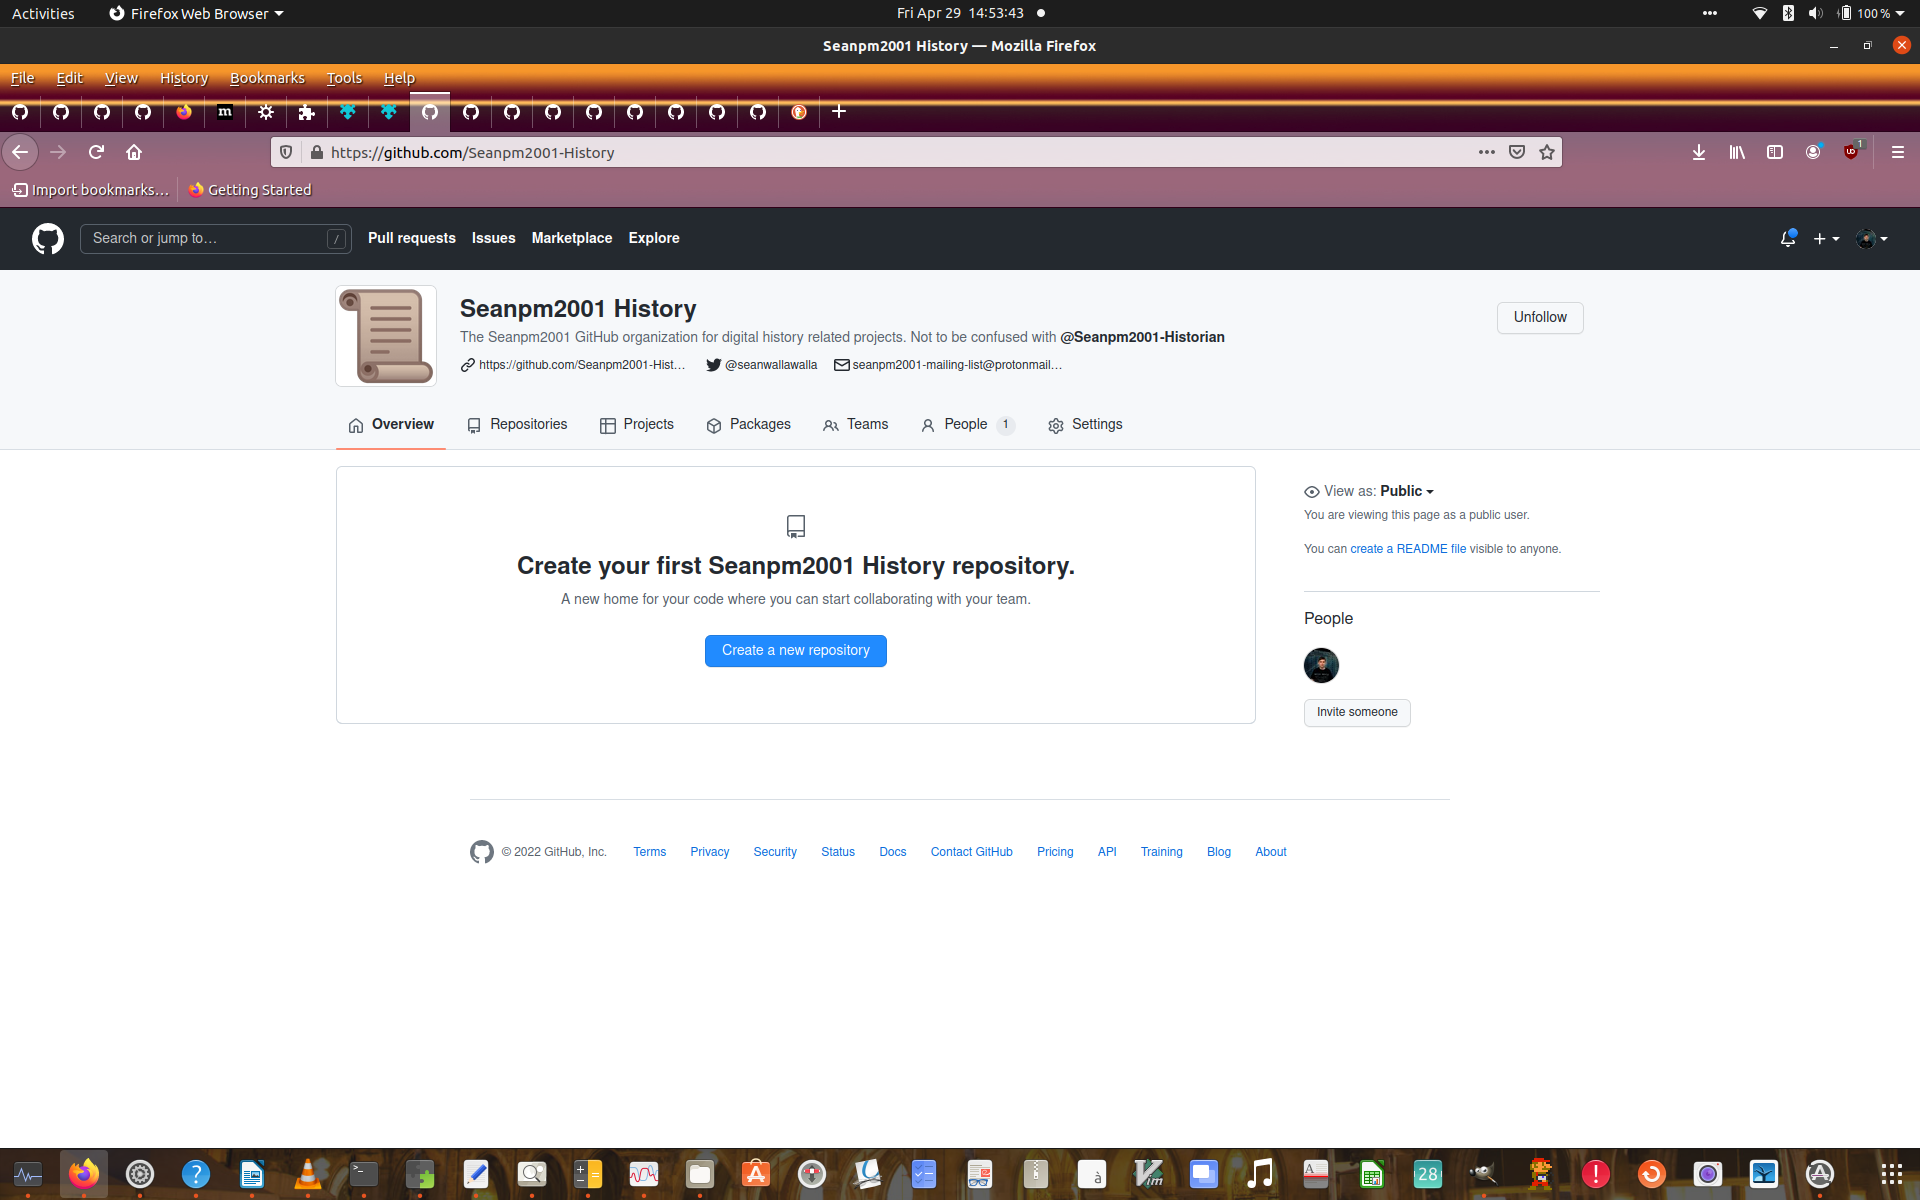 Activities Firefox Web Browser Fri Apr 29 14:53:43 100 %
Seanpm2001 History — Mozilla Firefox
File Edit View History Bookmarks Tools Help
m
https://github.com/Seanpm2001-History 1
Import bookmarks... Getting Started
Search or jump to... / Pull requests Issues Marketplace Explore
Seanpm2001 History
Unfollow
The Seanpm2001 GitHub organization for digital history related projects. Not to be confused with @Seanpm2001-Historian
https://github.com/Seanpm2001-Hist... @seanwallawalla seanpm2001-mailing-list@protonmail...
Overview Repositories Projects Packages Teams People 1 Settings
View as: Public
You are viewing this page as a public user.
You can create a README file visible to anyone.
Create your first Seanpm2001 History repository.
A new home for your code where you can start collaborating with your team.
Create a new repository
People
Invite someone
© 2022 GitHub, Inc. Terms Privacy Security Status Docs Contact GitHub Pricing API Training Blog About
>_ ? à Vim A 28 !